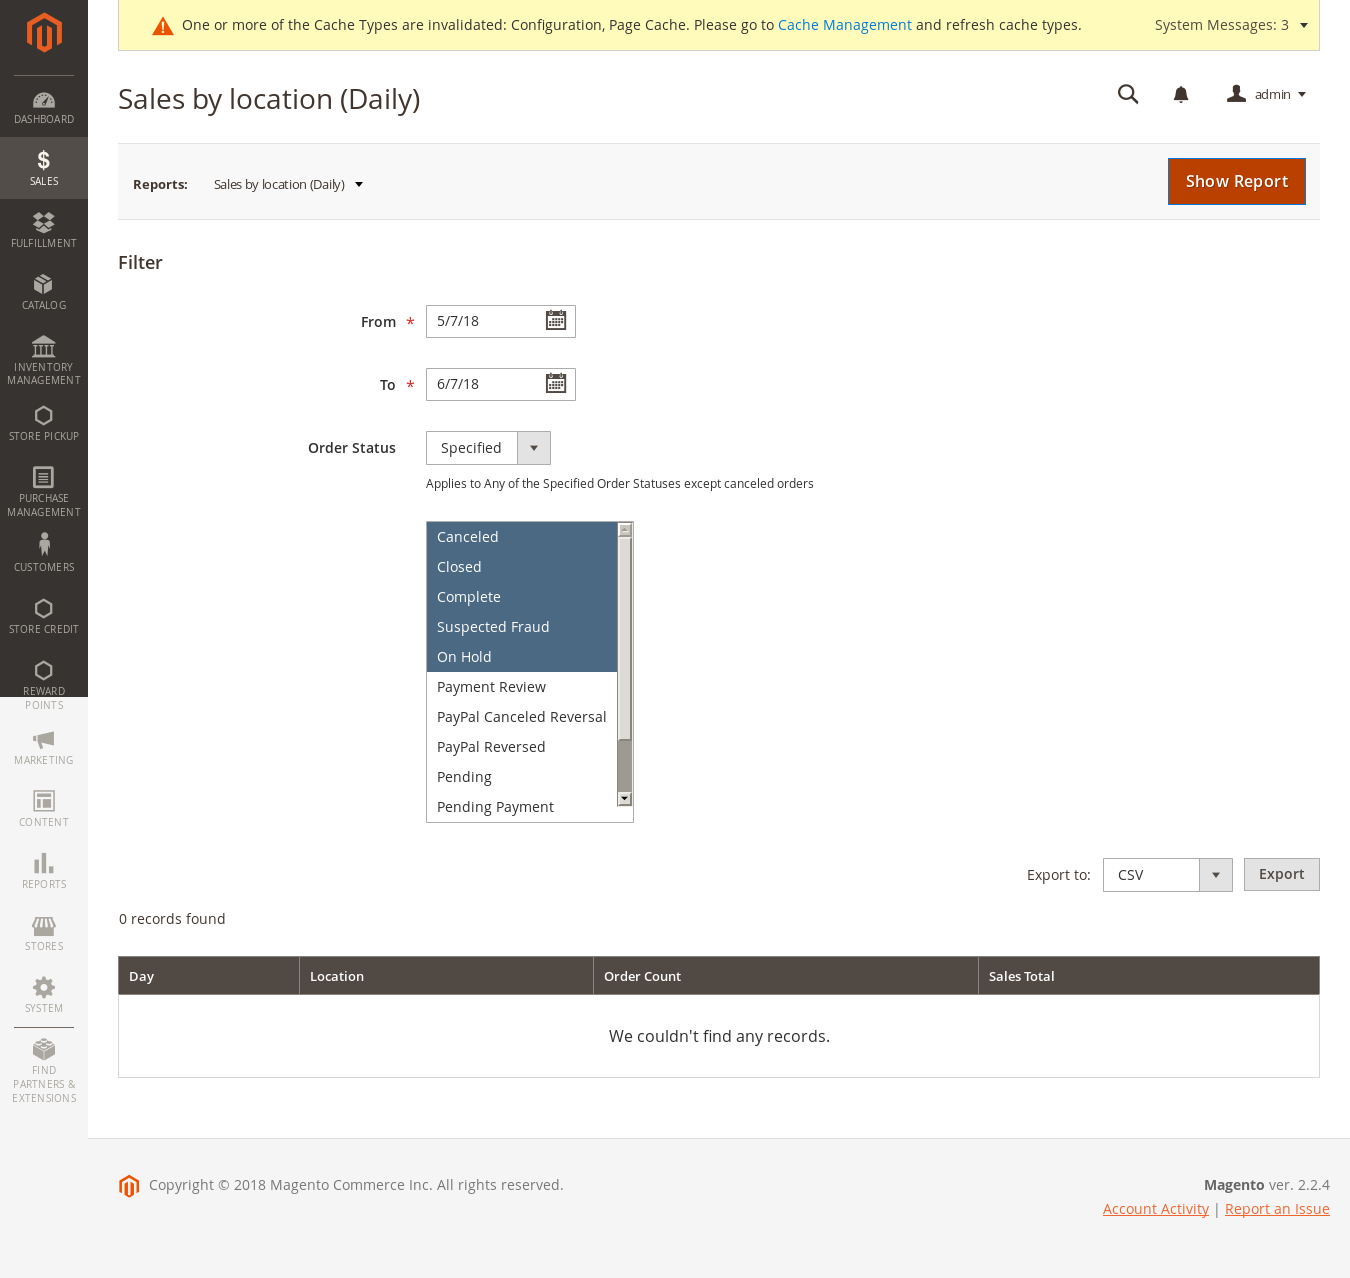 One or more of the Cache Types are invalidated: Configuration, Page Cache. Please go to Cache Management and refresh cache types.
System Messages: 3
Sales by location (Daily)
admin
Reports:
Sales by location (Daily)
Show Report
DASHBOARD
SALES
FULFILLMENT
CATALOG
INVENTORY
MANAGEMENT
STORE PICKUP
PURCHASE
MANAGEMENT
CUSTOMERS
STORE CREDIT
REWARD
POINTS
MARKETING
CONTENT
REPORTS
STORES
SYSTEM
FIND
PARTNERS &
EXTENSIONS
Filter
From *
5/7/18
To *
6/7/18
Order Status
Specified
Applies to Any of the Specified Order Statuses except canceled orders
Canceled
Closed
Complete
Suspected Fraud
On Hold
Payment Review
PayPal Canceled Reversal
PayPal Reversed
Pending
Pending Payment
Export to:
CSV
Export
0 records found
Day
Location
Order Count
Sales Total
We couldn't find any records.
Copyright © 2018 Magento Commerce Inc. All rights reserved.
Magento ver. 2.2.4
Account Activity | Report an Issue